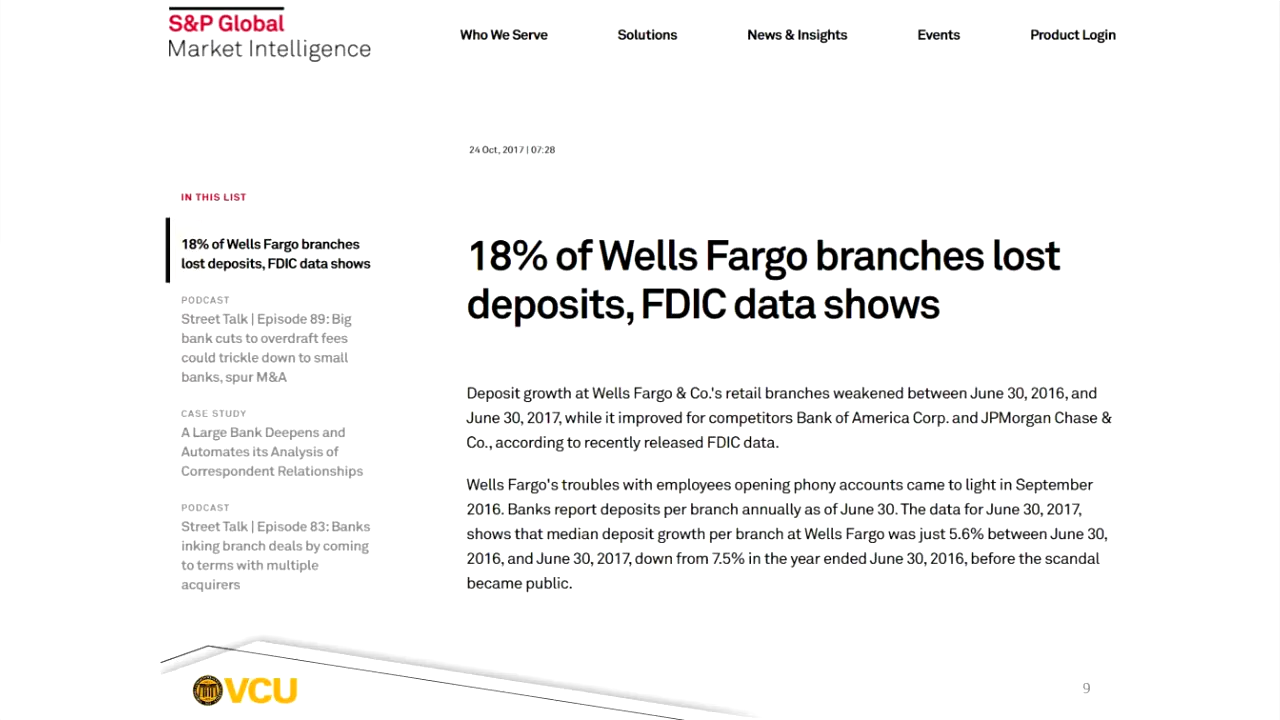 S&P Global
Market Intelligence
Who We Serve
Solutions
News & Insights
Events
Product Login
24 Oct, 2017 | 07:28
IN THIS LIST
18% of Wells Fargo branches
lost deposits, FDIC data shows
PODCAST
Street Talk | Episode 89: Big
bank cuts to overdraft fees
could trickle down to small
banks, spur M&A
CASE STUDY
A Large Bank Deepens and
Automates its Analysis of
Correspondent Relationships
PODCAST
Street Talk | Episode 83: Banks
inking branch deals by coming
to terms with multiple
acquirers
18% of Wells Fargo branches lost
deposits, FDIC data shows
Deposit growth at Wells Fargo & Co.'s retail branches weakened between June 30, 2016, and
June 30, 2017, while it improved for competitors Bank of America Corp. and JPMorgan Chase &
Co., according to recently released FDIC data.
Wells Fargo's troubles with employees opening phony accounts came to light in September
2016. Banks report deposits per branch annually as of June 30. The data for June 30, 2017,
shows that median deposit growth per branch at Wells Fargo was just 5.6% between June 30,
2016, and June 30, 2017, down from 7.5% in the year ended June 30, 2016, before the scandal
became public.
VCU
9